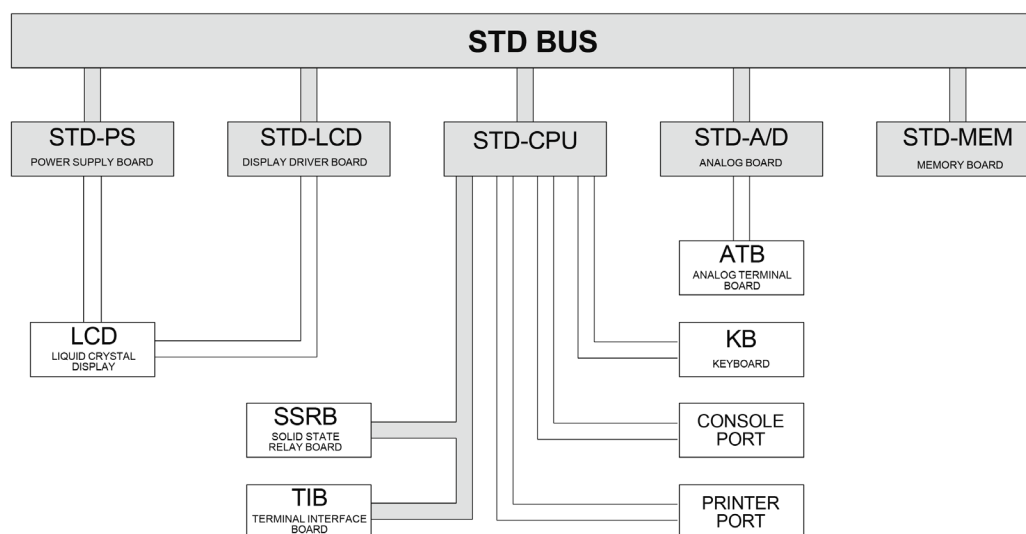 STD BUS
STD-PS
POWER SUPPLY BOARD
STD-LCD
DISPLAY DRIVER BOARD
STD-CPU
STD-A/D
ANALOG BOARD
STD-MEM
MEMORY BOARD
ATB
ANALOG TERMINAL
BOARD
LCD
LIQUID CRYSTAL
DISPLAY
KB
KEYBOARD
SSRB
SOLID STATE
RELAY BOARD
CONSOLE
PORT
TIB
TERMINAL INTERFACE
BOARD
PRINTER
PORT